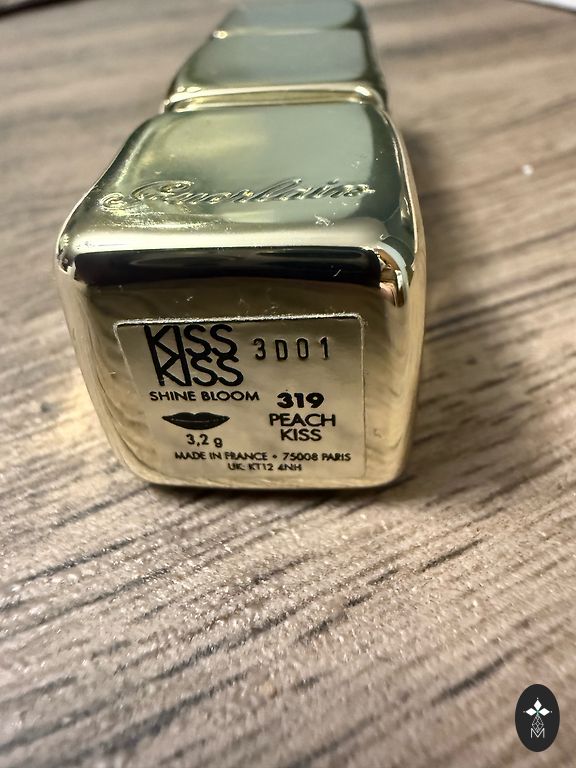 Guerlain
KISS
KISS
3D01
SHINE BLOOM
319
PEACH
KISS
3,2 g
MADE IN FRANCE • 75008 PARIS
UK: KT12 4NH
M